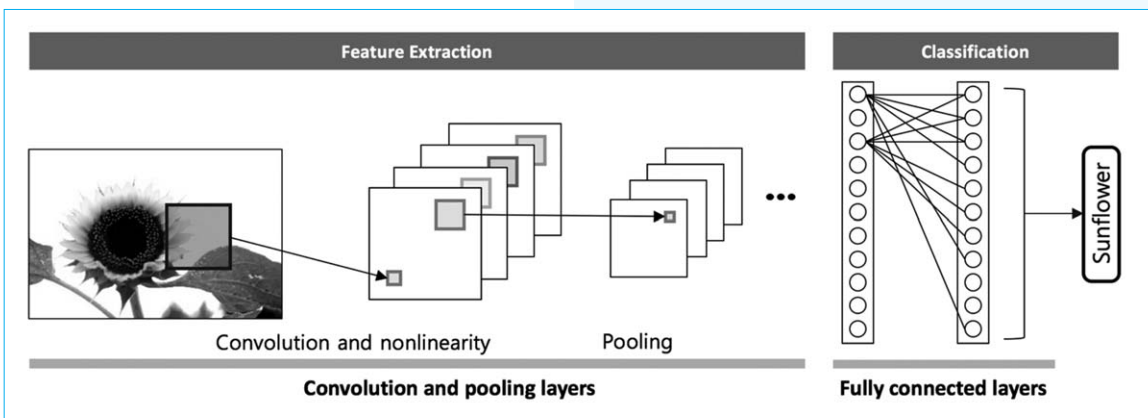 Feature Extraction
Classification
Sunflower
Convolution and nonlinearity
Pooling
Convolution and pooling layers
Fully connected layers